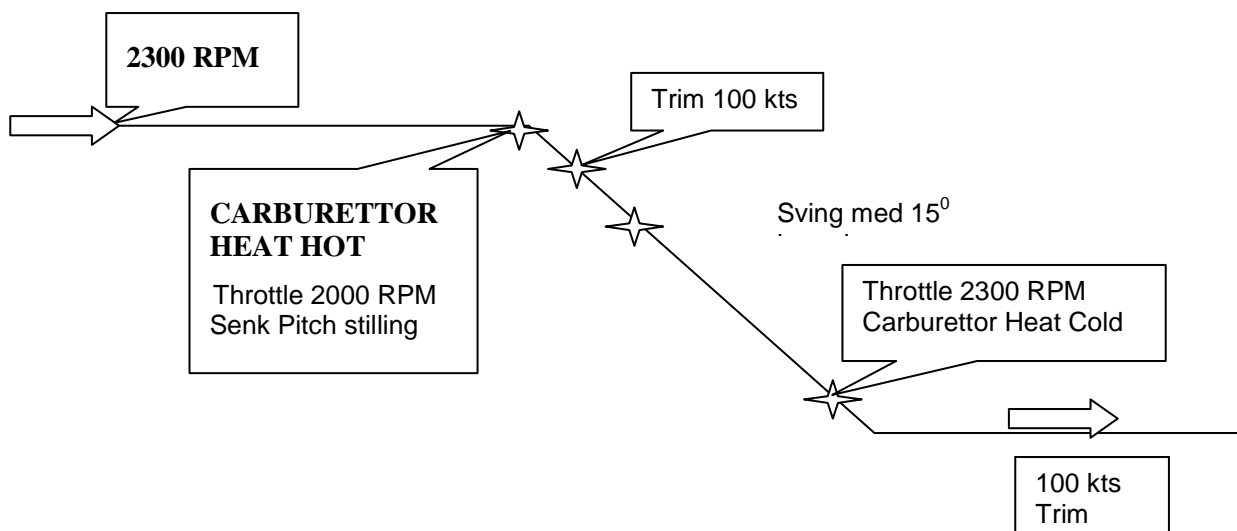 2300 RPM
Trim 100 kts
CARBURETTOR
HEAT HOT
Throttle 2000 RPM
Senk Pitch stilling
Sving med 15⁰
Throttle 2300 RPM
Carburettor Heat Cold
100 kts
Trim